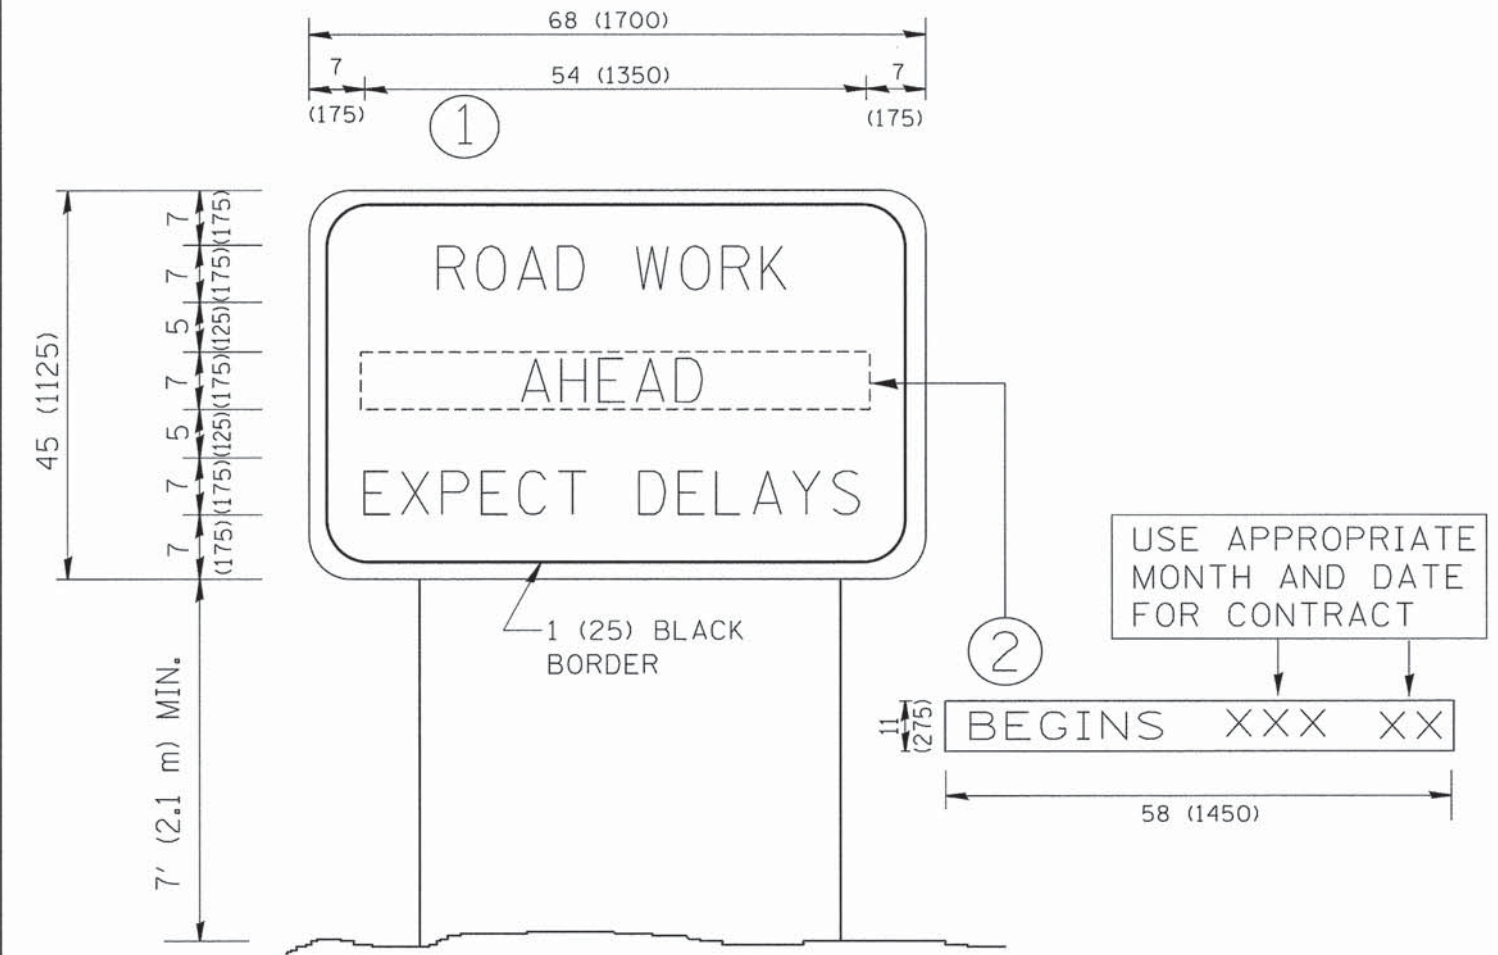 68 (1700)
7 54 (1350) 7
(175) (175)
1
ROAD WORK
AHEAD
EXPECT DELAYS
45 (1125)
7 (175)
7 (175)
5 (125)
7 (175)
5 (125)
7 (175)
7 (175)
7' (2.1 m) MIN.
1 (25) BLACK
BORDER
2
USE APPROPRIATE
MONTH AND DATE
FOR CONTRACT
11
(275)
BEGINS XXX XX
58 (1450)